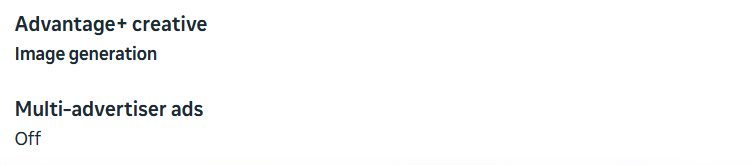 Advantage+ creative
Image generation
Multi-advertiser ads
Off